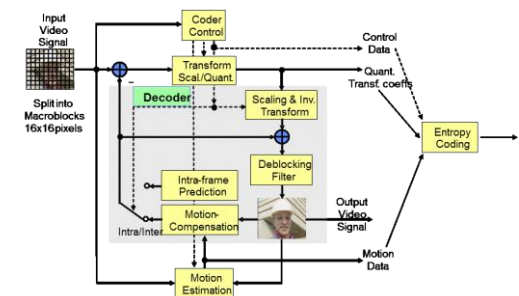 Input
Video
Signal
Split into
Macroblocks
16x16pixels
Coder
Control
Control
Data
Transform
Scal./Quant.
Quant.
Transf. coeffs
-
Decoder
Scaling & Inv.
Transform
Entropy
Coding
Deblocking
Filter
Intra-frame
Prediction
Output
Video
Signal
Motion-
Compensation
Intra/Inter
Motion
Data
Motion
Estimation